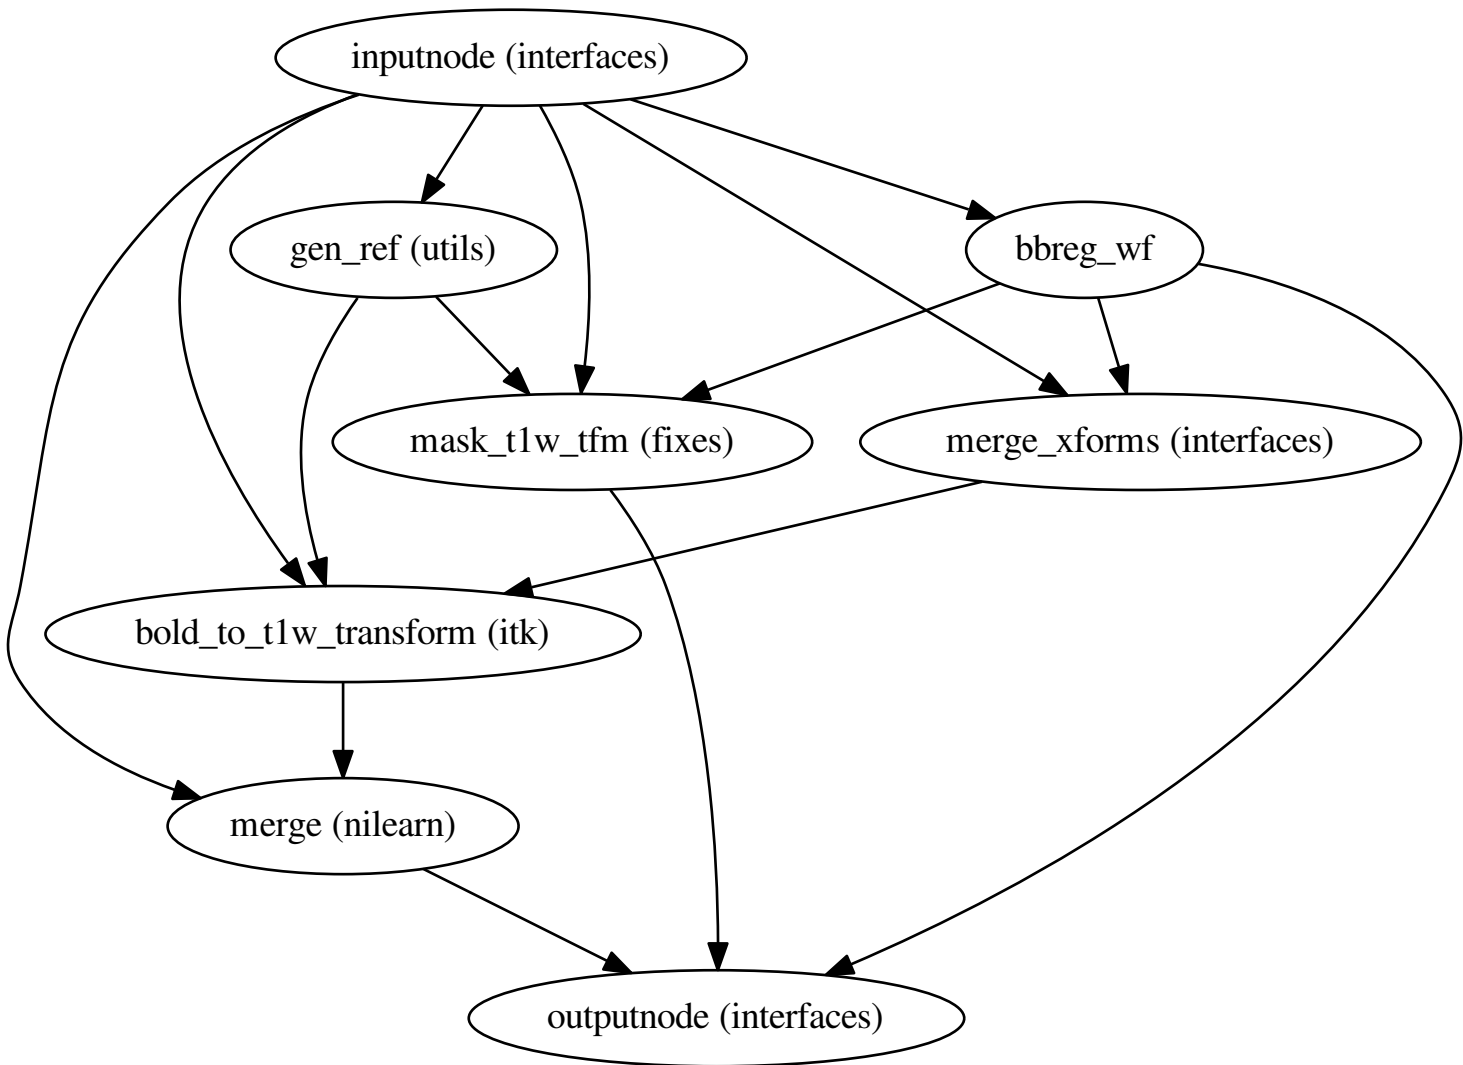 inputnode (interfaces)
gen_ref (utils)
bbreg_wf
mask_t1w_tfm (fixes)
merge_xforms (interfaces)
bold_to_t1w_transform (itk)
merge (nilearn)
outputnode (interfaces)